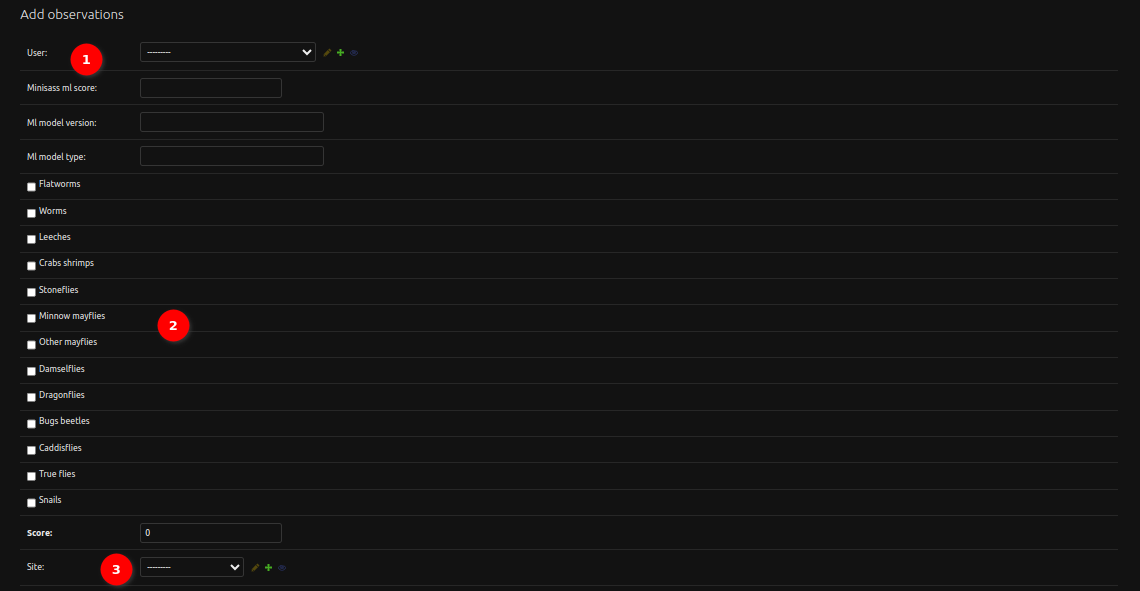 Add observations
User:
1
---------
Minisass ml score:
Ml model version:
Ml model type:
Flatworms
Worms
Leeches
Crabs shrimps
Stoneflies
Minnow mayflies
2
Other mayflies
Damselflies
Dragonflies
Bugs beetles
Caddisflies
True flies
Snails
Score:
0
Site:
3
---------